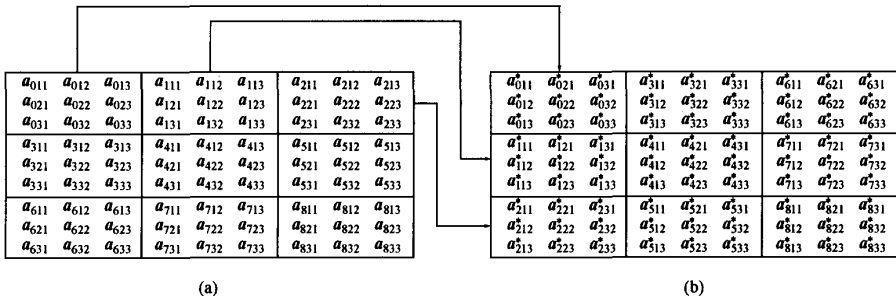 a011 a012 a013 a111 a112 a113 a211 a212 a213
a021 a022 a023 a121 a122 a123 a221 a222 a223
a031 a032 a033 a131 a132 a133 a231 a232 a233
a311 a312 a313 a411 a412 a413 a511 a512 a513
a321 a322 a323 a421 a422 a423 a521 a522 a523
a331 a332 a333 a431 a432 a433 a531 a532 a533
a611 a612 a613 a711 a712 a713 a811 a812 a813
a621 a622 a623 a721 a722 a723 a821 a822 a823
a631 a632 a633 a731 a732 a733 a831 a832 a833
(a)
a*011 a*021 a*031 a*311 a*321 a*331 a*611 a*621 a*631
a*012 a*022 a*032 a*312 a*322 a*332 a*612 a*622 a*632
a*013 a*023 a*033 a*313 a*323 a*333 a*613 a*623 a*633
a*111 a*121 a*131 a*411 a*421 a*431 a*711 a*721 a*731
a*112 a*122 a*132 a*412 a*422 a*432 a*712 a*722 a*732
a*113 a*123 a*133 a*413 a*423 a*433 a*713 a*723 a*733
a*211 a*221 a*231 a*511 a*521 a*531 a*811 a*821 a*831
a*212 a*222 a*232 a*512 a*522 a*532 a*812 a*822 a*832
a*213 a*223 a*233 a*513 a*523 a*533 a*813 a*823 a*833
(b)